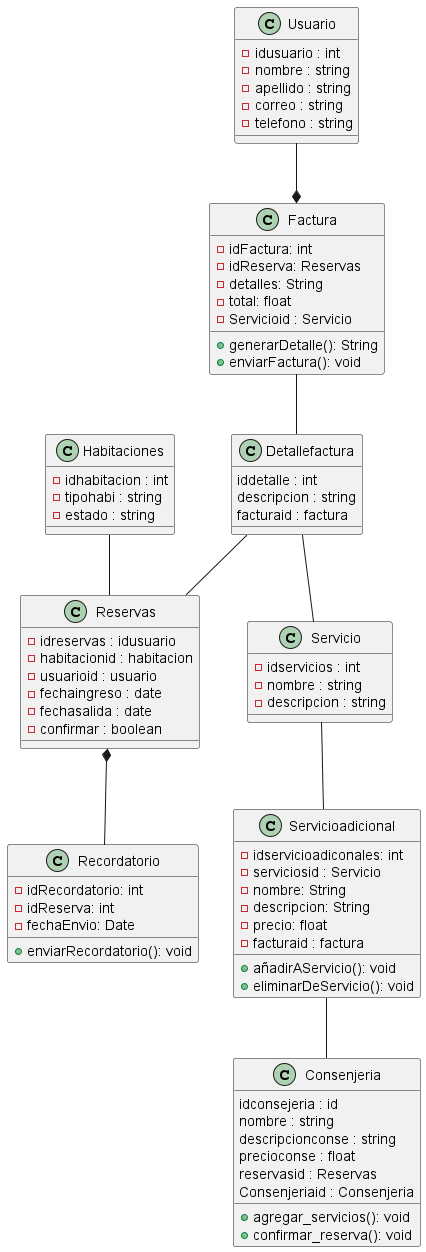 C Usuario
idusuario : int
nombre : string
apellido : string
correo : string
telefono : string
C Factura
idFactura: int
idReserva: Reservas
detalles: String
total: float
Servicioid : Servicio
generarDetalle(): String
enviarFactura(): void
C Habitaciones
idhabitacion : int
tipohabi : string
estado : string
C Detallefactura
iddetalle : int
descripcion : string
facturaid : factura
C Reservas
idreservas : idusuario
habitacionid : habitacion
usuarioid : usuario
fechaingreso : date
fechasalida : date
confirmar : boolean
C Servicio
idservicios : int
nombre : string
descripcion : string
C Recordatorio
idRecordatorio: int
idReserva: int
fechaEnvio: Date
enviarRecordatorio(): void
C Servicioadicional
idservicioadiconales: int
serviciosid : Servicio
nombre: String
descripcion: String
precio: float
facturaid : factura
añadirAServicio(): void
eliminarDeServicio(): void
C Consenjeria
idconsejeria : id
nombre : string
descripcionconse : string
precioconse : float
reservasid : Reservas
Consenjeriaid : Consenjeria
agregar_servicios(): void
confirmar_reserva(): void